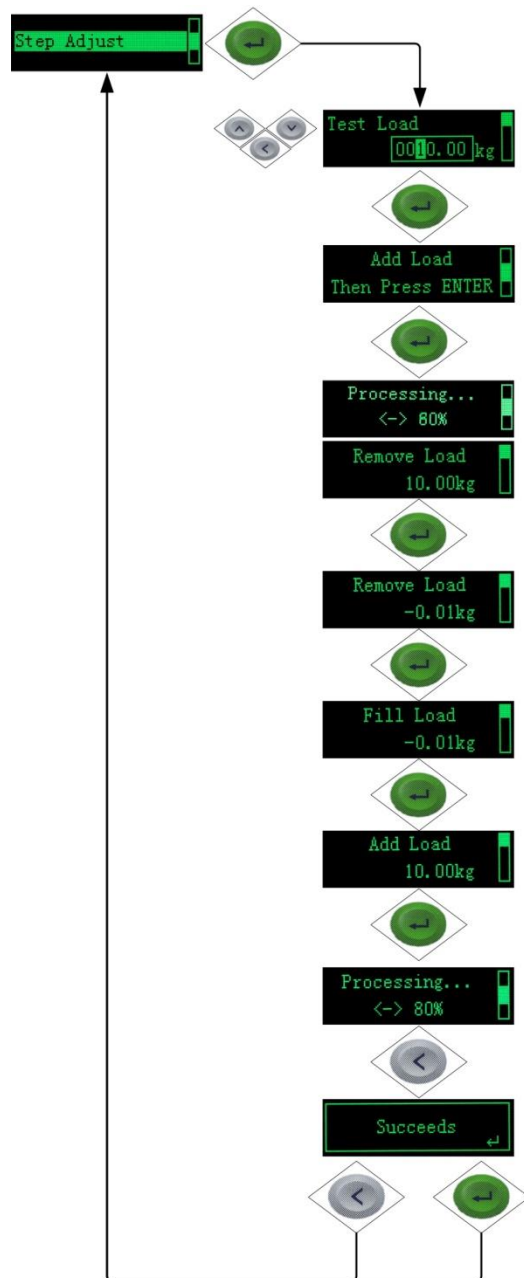 Step Adjust
Test Load
0010.00 kg
Add Load
Then Press ENTER
Processing...
<-> 60%
Remove Load
10.00kg
Remove Load
-0.01kg
Fill Load
-0.01kg
Add Load
10.00kg
Processing...
<-> 80%
Succeeds